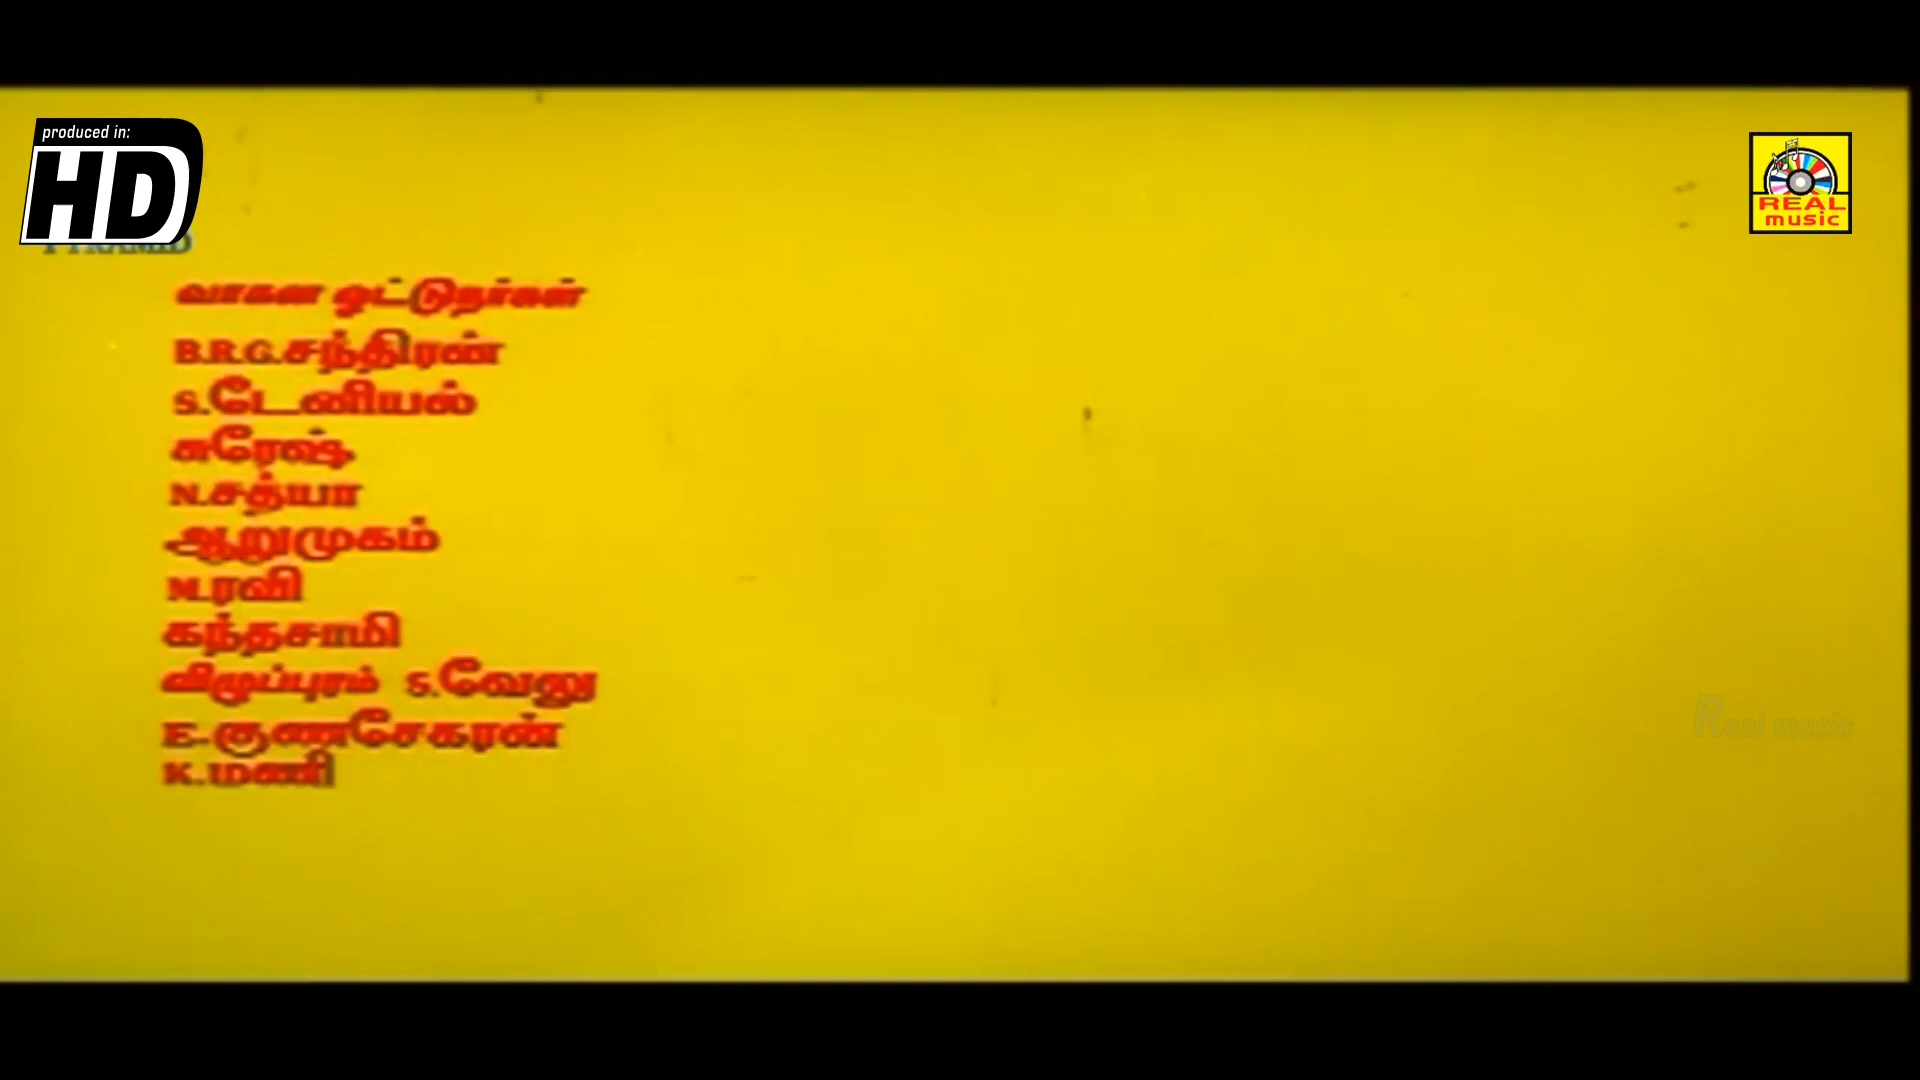 produced in:
HD
PYRAMID
REAL
music
வாகன ஓட்டுநர்கள்
B.R.G.சந்திரன்
S.டேனியல்
சுரேஷ்
N.சத்யா
ஆறுமுகம்
M.ரவி
கந்தசாமி
விழுப்புரம் S.வேலு
E.குணசேகரன்
K.மணி
Real music